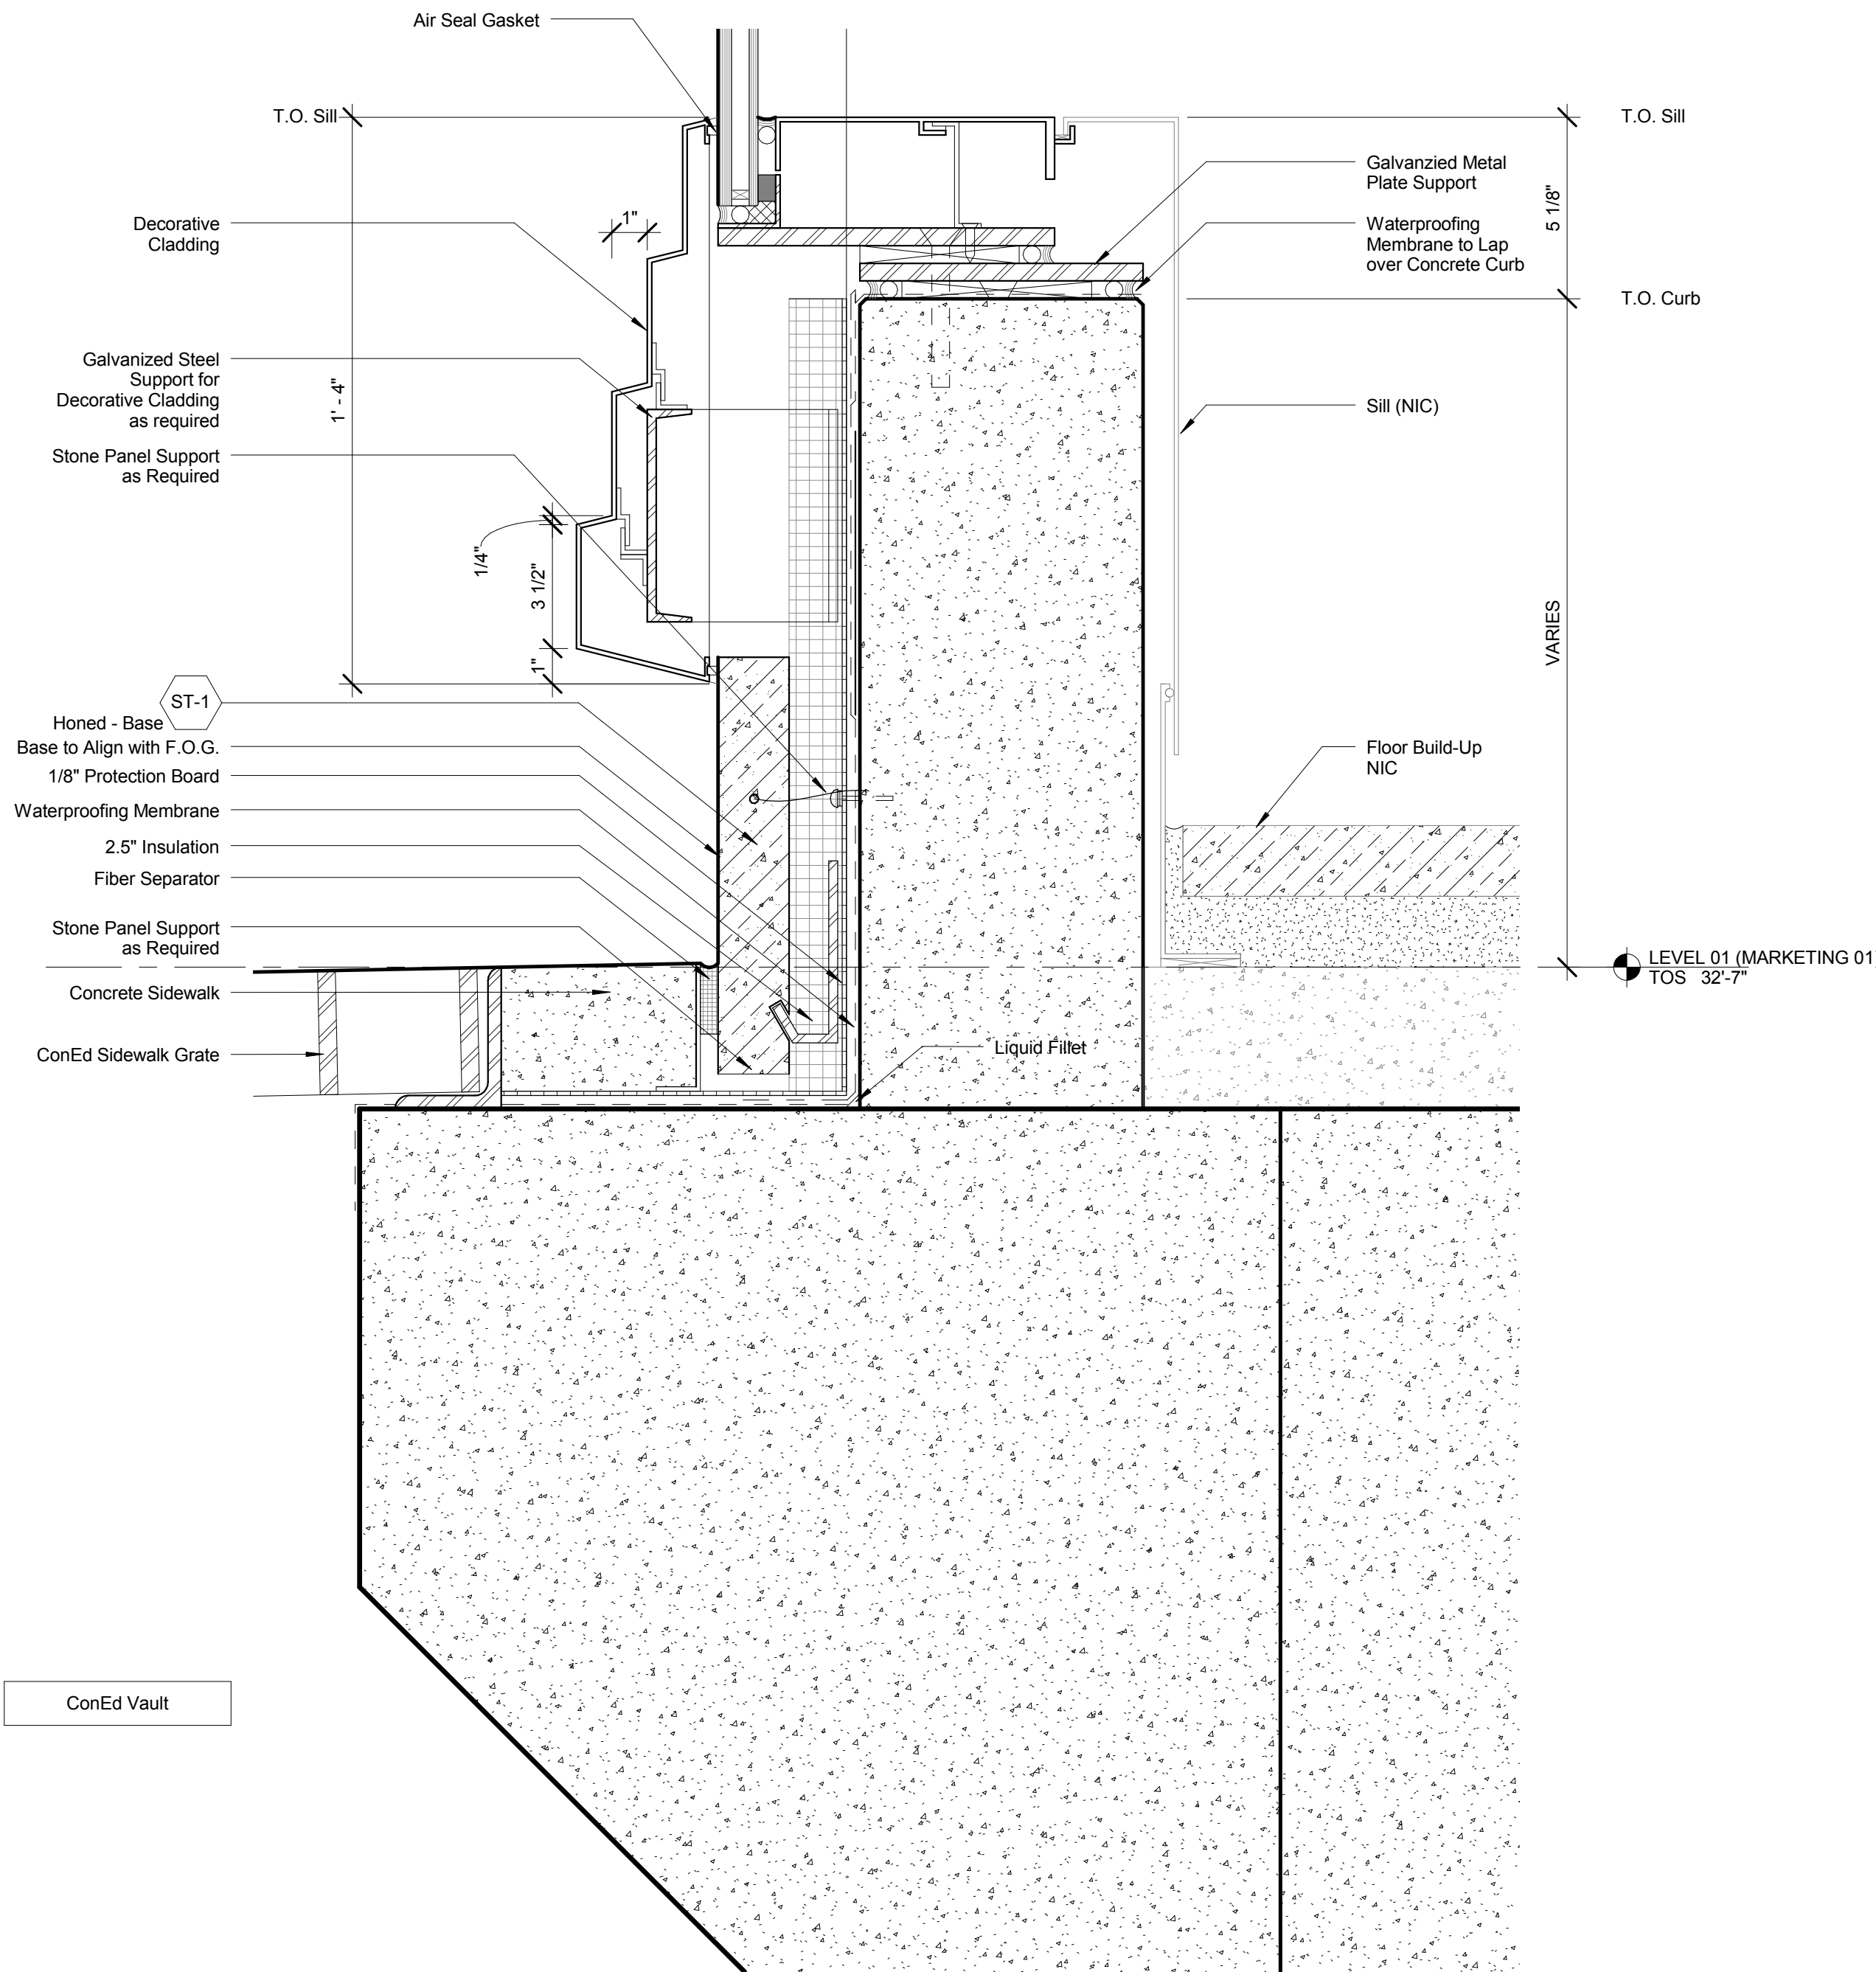 Air Seal Gasket
T.O. Sill
T.O. Sill
Galvanzied Metal
Plate Support
5 1/8"
Decorative
Cladding
1"
Waterproofing
Membrane to Lap
over Concrete Curb
T.O. Curb
Galvanized Steel
Support for
Decorative Cladding
as required
1' - 4"
Sill (NIC)
Stone Panel Support
as Required
1/4"
3 1/2"
1"
VARIES
ST-1
Honed - Base
Base to Align with F.O.G.
1/8" Protection Board
Waterproofing Membrane
2.5" Insulation
Fiber Separator
Floor Build-Up
NIC
Stone Panel Support
as Required
LEVEL 01 (MARKETING 01)
TOS 32'-7"
Concrete Sidewalk
ConEd Sidewalk Grate
Liquid Fillet
ConEd Vault